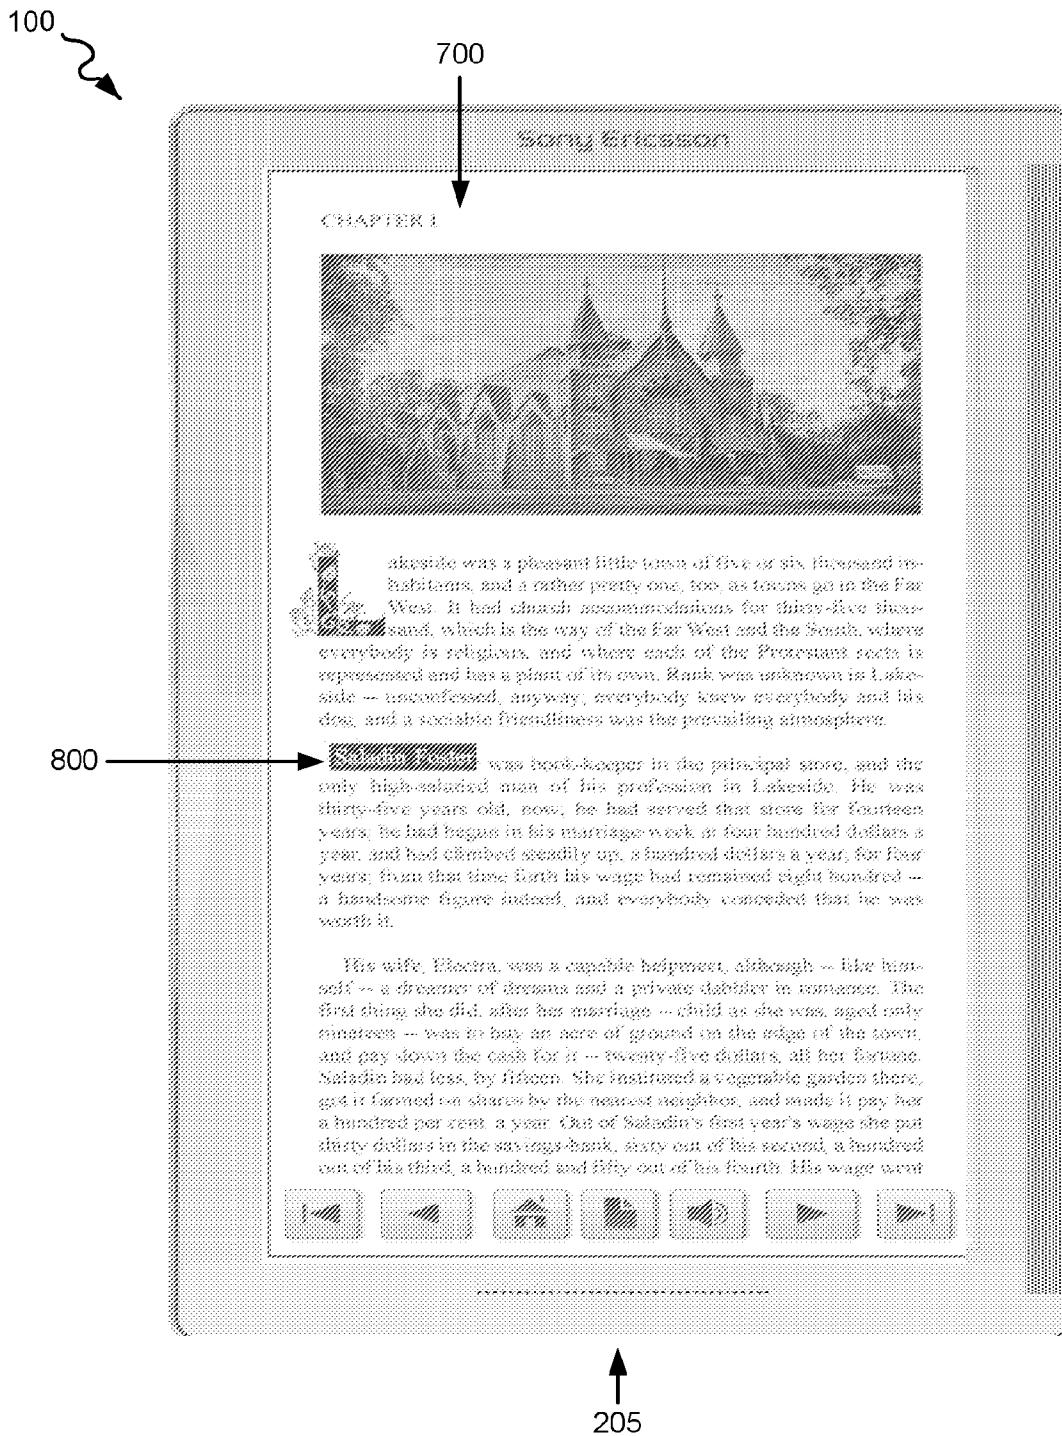 100
700
Sony Ericsson
CHAPTER I
Lakeside was a pleasant little town of five or six thousand in-
habitants, and a rather pretty one, too, as towns go in the Far
West. It had church accommodations for thirty-five thou-
sand, which is the way of the Far West and the South, where
everybody is religious, and where each of the Protestant sects is
represented and has a plant of its own. Rank was unknown in Lake-
side -- unconfessed, anyway; everybody knew everybody and his
dog, and a sociable friendliness was the prevailing atmosphere.
800
Saladin Foster was book-keeper in the principal store, and the
only high-salaried man of his profession in Lakeside. He was
thirty-five years old, now; he had served that store for fourteen
years; he had begun in his marriage-week at four hundred dollars a
year, and had climbed steadily up, a hundred dollars a year, for four
years; from that time forth his wage had remained eight hundred --
a handsome figure indeed, and everybody conceded that he was
worth it.
His wife, Electra, was a capable helpmeet, although -- like him-
self -- a dreamer of dreams and a private dabbler in romance. The
first thing she did, after her marriage -- child as she was, aged only
nineteen -- was to buy an acre of ground on the edge of the town,
and pay down the cash for it -- twenty-five dollars, all her fortune.
Saladin had less, by fifteen. She instituted a vegetable garden there,
got it farmed on shares by the nearest neighbor, and made it pay her
a hundred per cent. a year. Out of Saladin's first year's wage she put
thirty dollars in the savings-bank, sixty out of his second, a hundred
out of his third, a hundred and fifty out of his fourth. His wage went
205